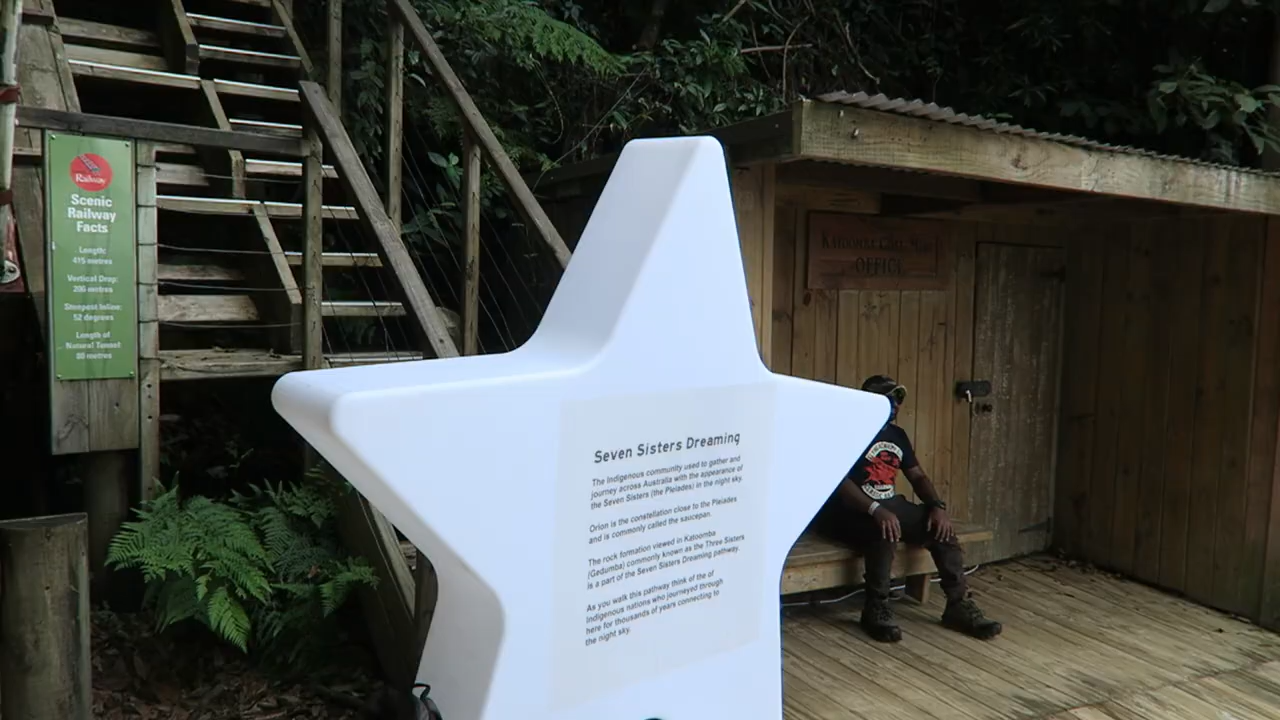 Railway
Scenic
Railway
Facts
Length:
415 metres
Vertical Drop:
206 metres
Steepest Incline:
52 degrees
Length of
Natural Tunnel:
80 metres
KATOOMBA COAL MINE
OFFICE
Seven Sisters Dreaming
The Indigenous community used to gather and
journey across Australia with the appearance of
the Seven Sisters (the Pleiades) in the night sky.
Orion is the constellation close to the Pleiades
and is commonly called the saucepan.
The rock formation viewed in Katoomba
/Gedumba) commonly known as the Three Sisters
is a part of the Seven Sisters Dreaming pathway.
As you walk this pathway think of the of
Indigenous nations who journeyed through
here for thousands of years connecting to
the night sky.